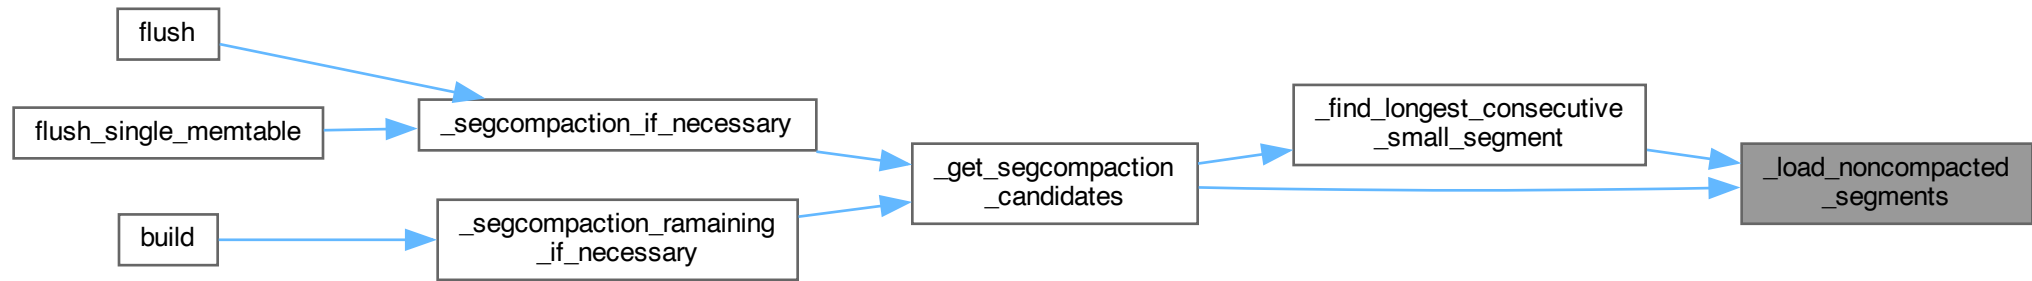 flush
flush_single_memtable
build
_segcompaction_if_necessary
_segcompaction_ramaining
_if_necessary
_get_segcompaction
_candidates
_find_longest_consecutive
_small_segment
_load_noncompacted
_segments